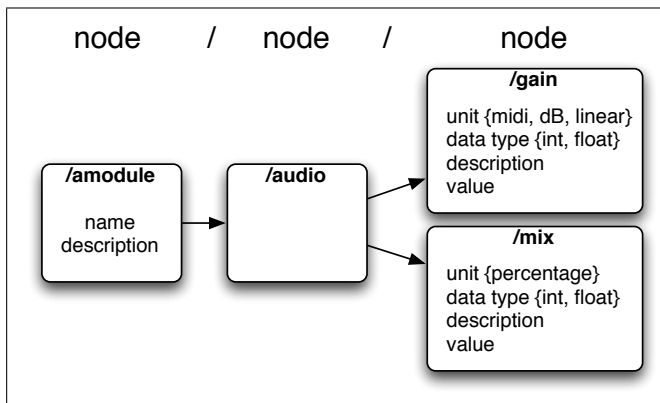 node / node / node
/amodule
name
description
/audio
/gain
unit {midi, dB, linear}
data type {int, float}
description
value
/mix
unit {percentage}
data type {int, float}
description
value